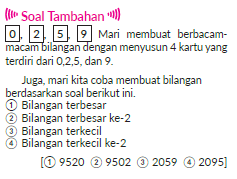 Soal Tambahan
0, 2, 5, 9 Mari membuat berbacam-
macam bilangan dengan menyusun 4 kartu yang
terdiri dari 0,2,5, dan 9.
Juga, mari kita coba membuat bilangan
berdasarkan soal berikut ini.
① Bilangan terbesar
② Bilangan terbesar ke-2
③ Bilangan terkecil
④ Bilangan terkecil ke-2
[① 9520 ② 9502 ③ 2059 ④ 2095]